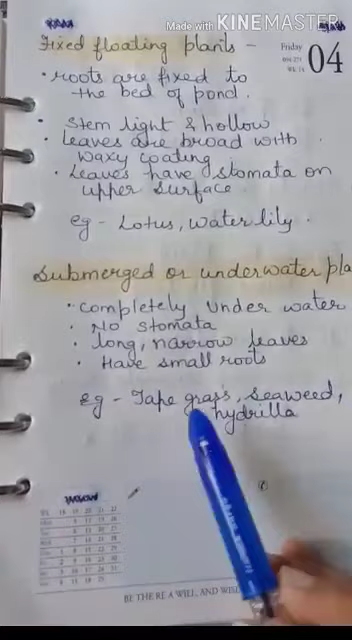 Made with KINEMASTER
Fixed floating plants -
Friday
04
• roots are fixed to
the bed of pond.
• Stem light & hollow
• Leaves are broad with
waxy coating
• Leaves have stomata on
upper surface
eg - Lotus, water lily.
Submerged or underwater pla
• Completely under water
• No stomata
• long, narrow leaves
• Have small roots
eg - Tape grass, Seaweed,
hydrilla
BE THERE A WILL, AND WIS